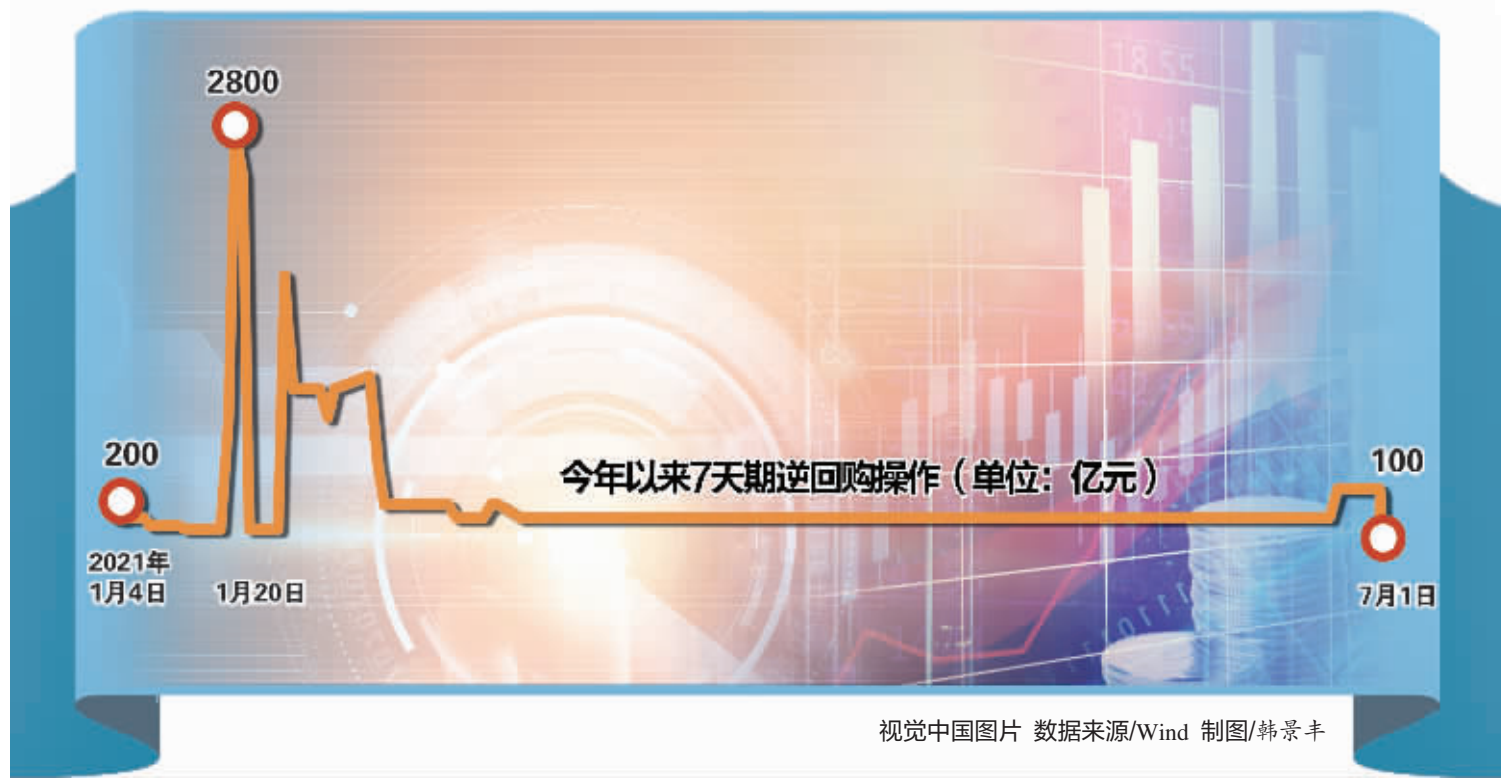 2800
200
今年以来7天期逆回购操作（单位：亿元）
100
2021年
1月4日
1月20日
7月1日
视觉中国图片 数据来源/Wind 制图/韩景丰